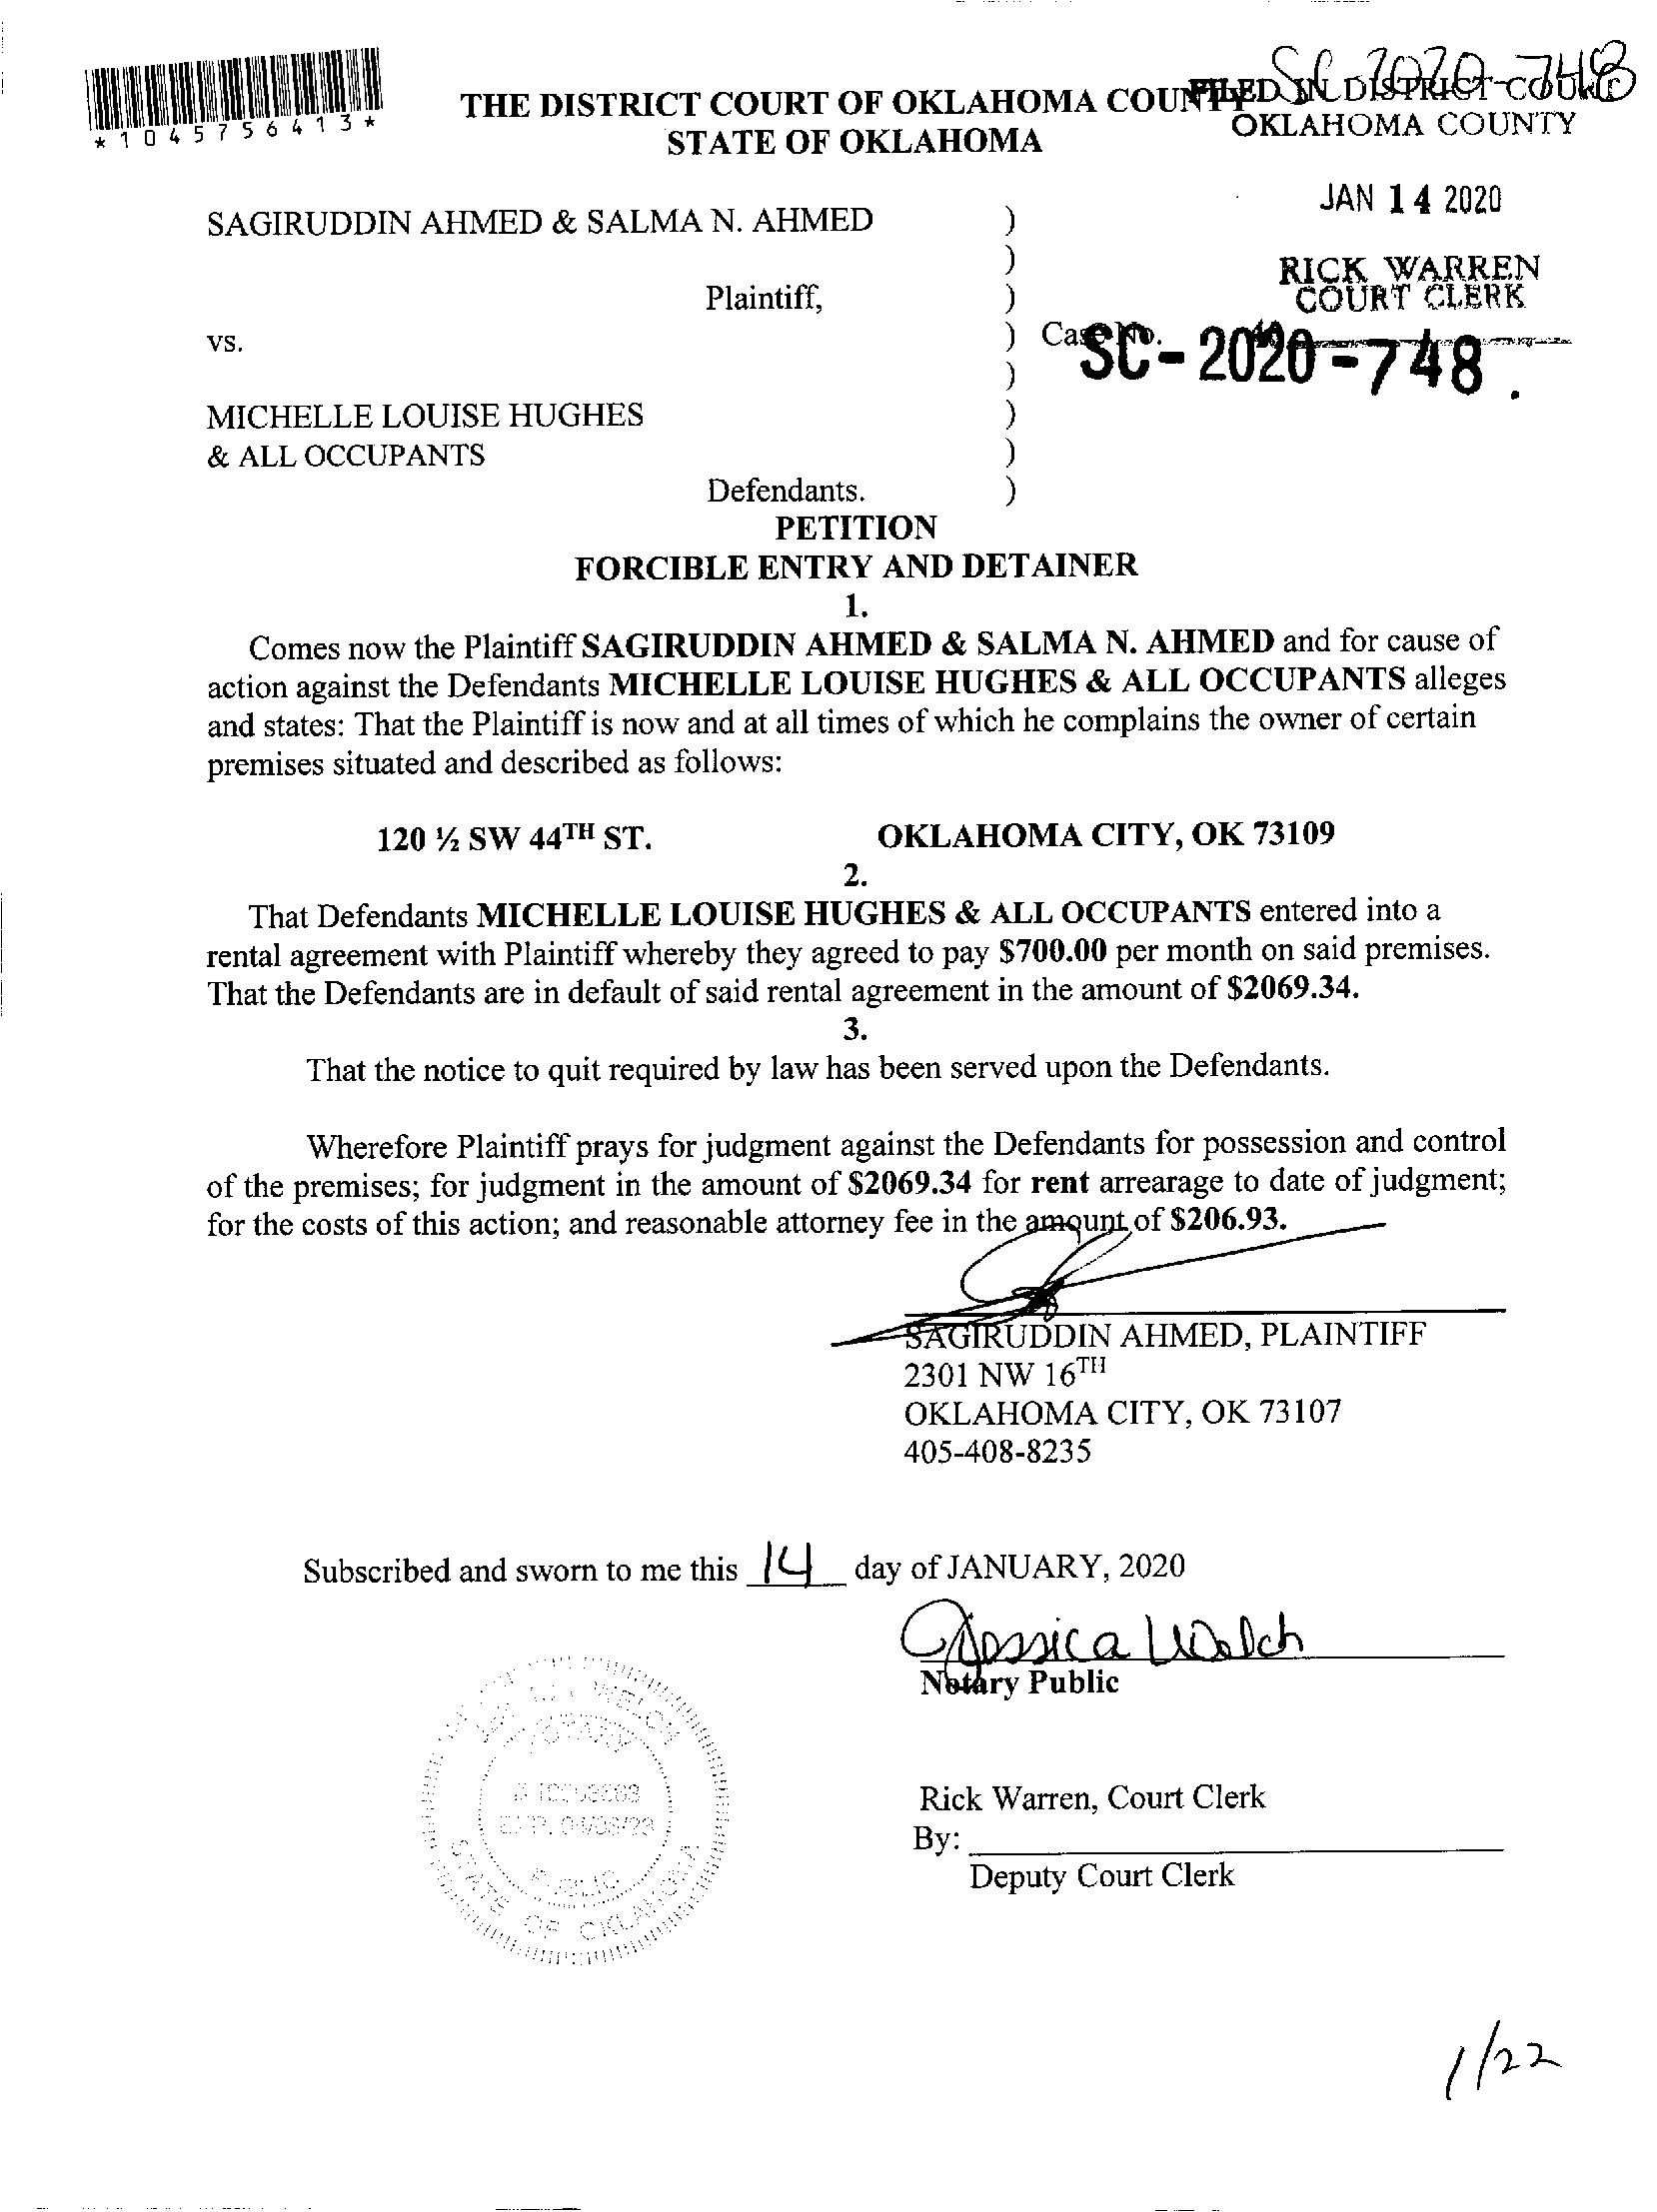 SC-2020-748
*1045756413*
THE DISTRICT COURT OF OKLAHOMA COUNTY
STATE OF OKLAHOMA
FILED IN DISTRICT COURT
OKLAHOMA COUNTY
JAN 14 2020
RICK WARREN
COURT CLERK
SAGIRUDDIN AHMED & SALMA N. AHMED )
)
Plaintiff, )
vs. ) Case No.
SC-2020-748.
)
MICHELLE LOUISE HUGHES )
& ALL OCCUPANTS )
Defendants. )
PETITION
FORCIBLE ENTRY AND DETAINER
1.
Comes now the Plaintiff SAGIRUDDIN AHMED & SALMA N. AHMED and for cause of
action against the Defendants MICHELLE LOUISE HUGHES & ALL OCCUPANTS alleges
and states: That the Plaintiff is now and at all times of which he complains the owner of certain
premises situated and described as follows:
120 ½ SW 44TH ST. OKLAHOMA CITY, OK 73109
2.
That Defendants MICHELLE LOUISE HUGHES & ALL OCCUPANTS entered into a
rental agreement with Plaintiff whereby they agreed to pay $700.00 per month on said premises.
That the Defendants are in default of said rental agreement in the amount of $2069.34.
3.
That the notice to quit required by law has been served upon the Defendants.
Wherefore Plaintiff prays for judgment against the Defendants for possession and control
of the premises; for judgment in the amount of $2069.34 for rent arrearage to date of judgment;
for the costs of this action; and reasonable attorney fee in the amount of $206.93.
SAGIRUDDIN AHMED, PLAINTIFF
2301 NW 16TH
OKLAHOMA CITY, OK 73107
405-408-8235
Subscribed and sworn to me this 14 day of JANUARY, 2020
Jessica Welch
Notary Public
WELCH
NOTARY
EXP. 04/03/23
PUBLIC
STATE OF OKLAHOMA
Rick Warren, Court Clerk
By:
Deputy Court Clerk
1/22